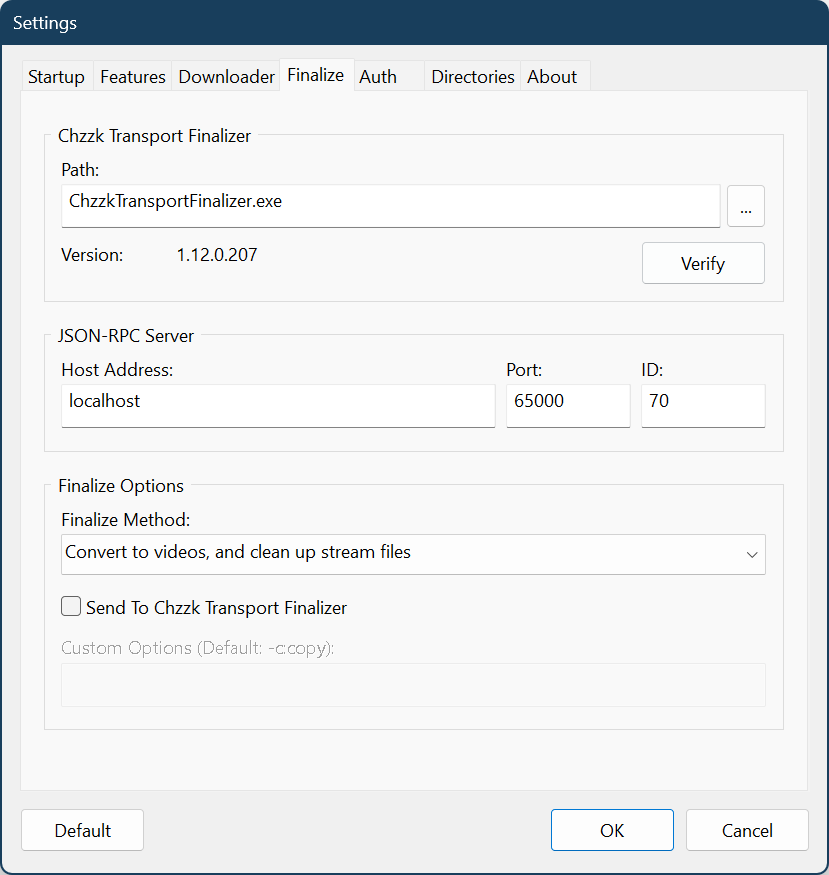 Settings
Startup Features Downloader Finalize Auth Directories About
Chzzk Transport Finalizer
Path:
ChzzkTransportFinalizer.exe ...
Version: 1.12.0.207
Verify
JSON-RPC Server
Host Address: Port: ID:
localhost 65000 70
Finalize Options
Finalize Method:
Convert to videos, and clean up stream files
Send To Chzzk Transport Finalizer
Custom Options (Default: -c:copy):
Default OK Cancel